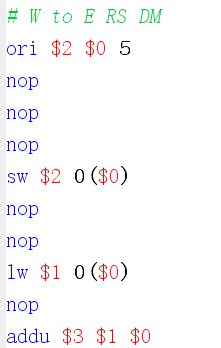 # W to E RS DM
ori $2 $0 5
nop
nop
nop
sw $2 0($0)
nop
nop
lw $1 0($0)
nop
addu $3 $1 $0